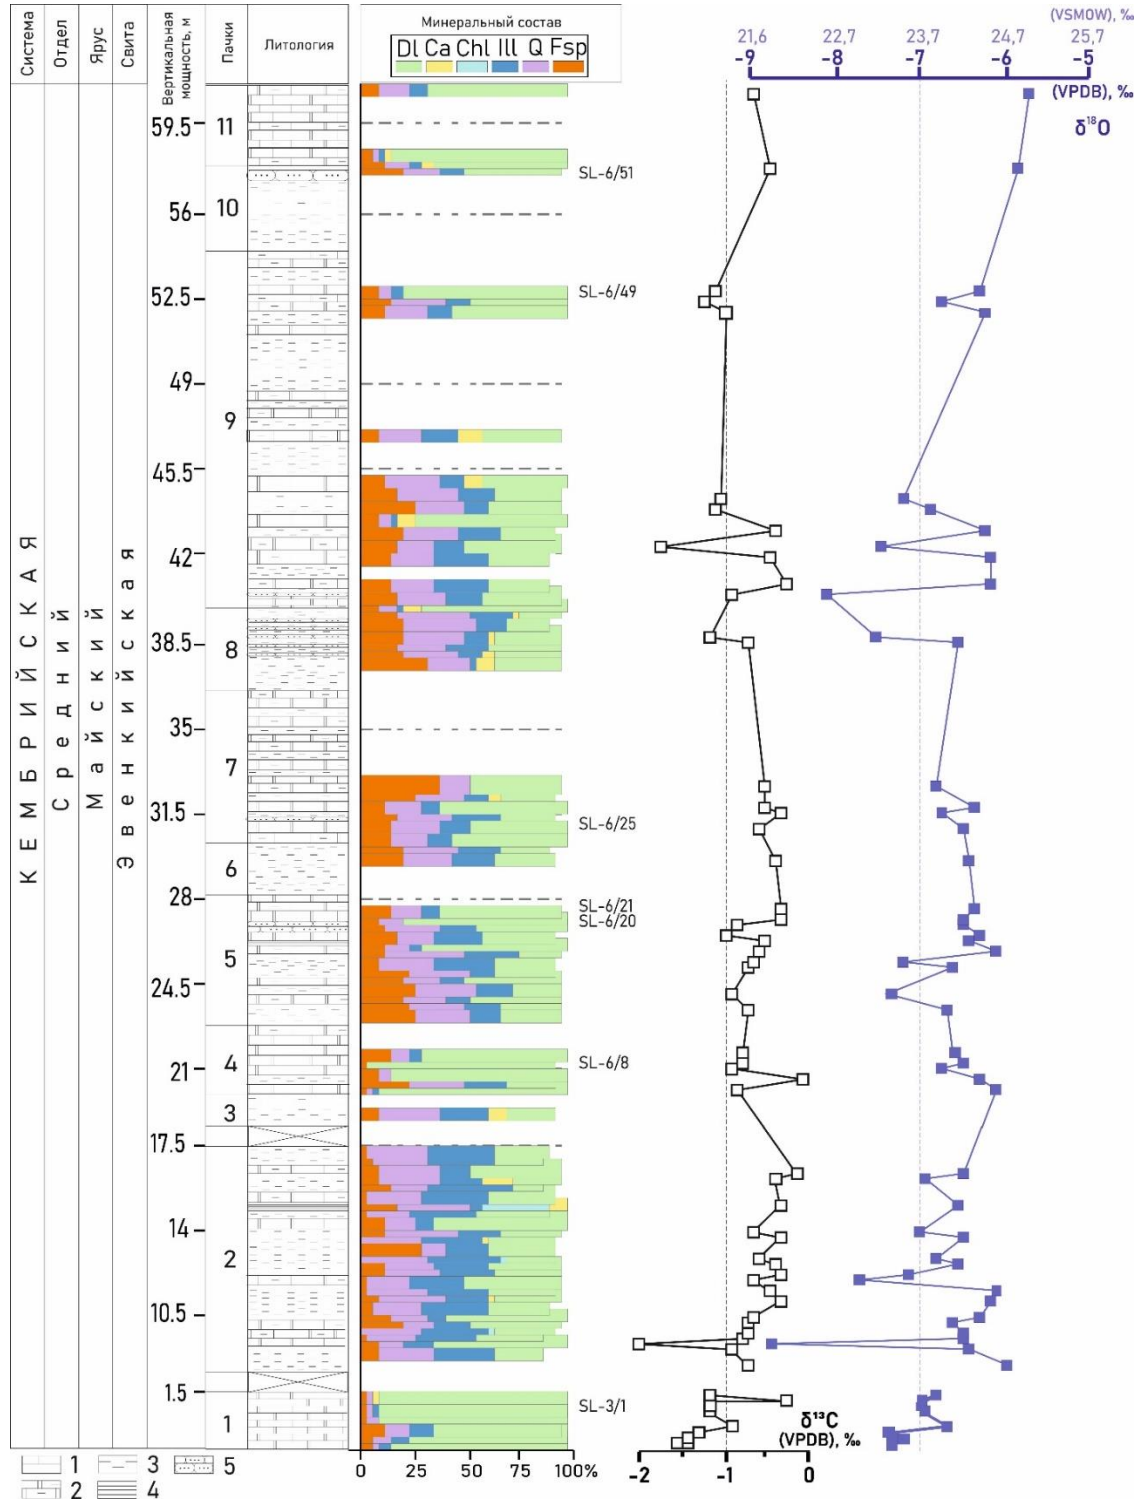 Система
Отдел
Ярус
Свита
Вертикальная мощность, м
Пачки
Литология
Минеральный состав
Dl Ca Chl Ill Q Fsp
(VSMOW), ‰
21,6 22,7 23,7 24,7 25,7
-9 -8 -7 -6 -5
(VPDB), ‰
δ¹⁸O
КЕМБРИЙСКАЯ
Средний
Майский
Эвенкийская
59.5
56
52.5
49
45.5
42
38.5
35
31.5
28
24.5
21
17.5
14
10.5
1.5
11
10
9
8
7
6
5
4
3
2
1
SL-6/51
SL-6/49
SL-6/25
SL-6/21
SL-6/20
SL-6/8
SL-3/1
δ¹³C
(VPDB), ‰
0 25 50 75 100%
-2 -1 0
1 3 5
2 4